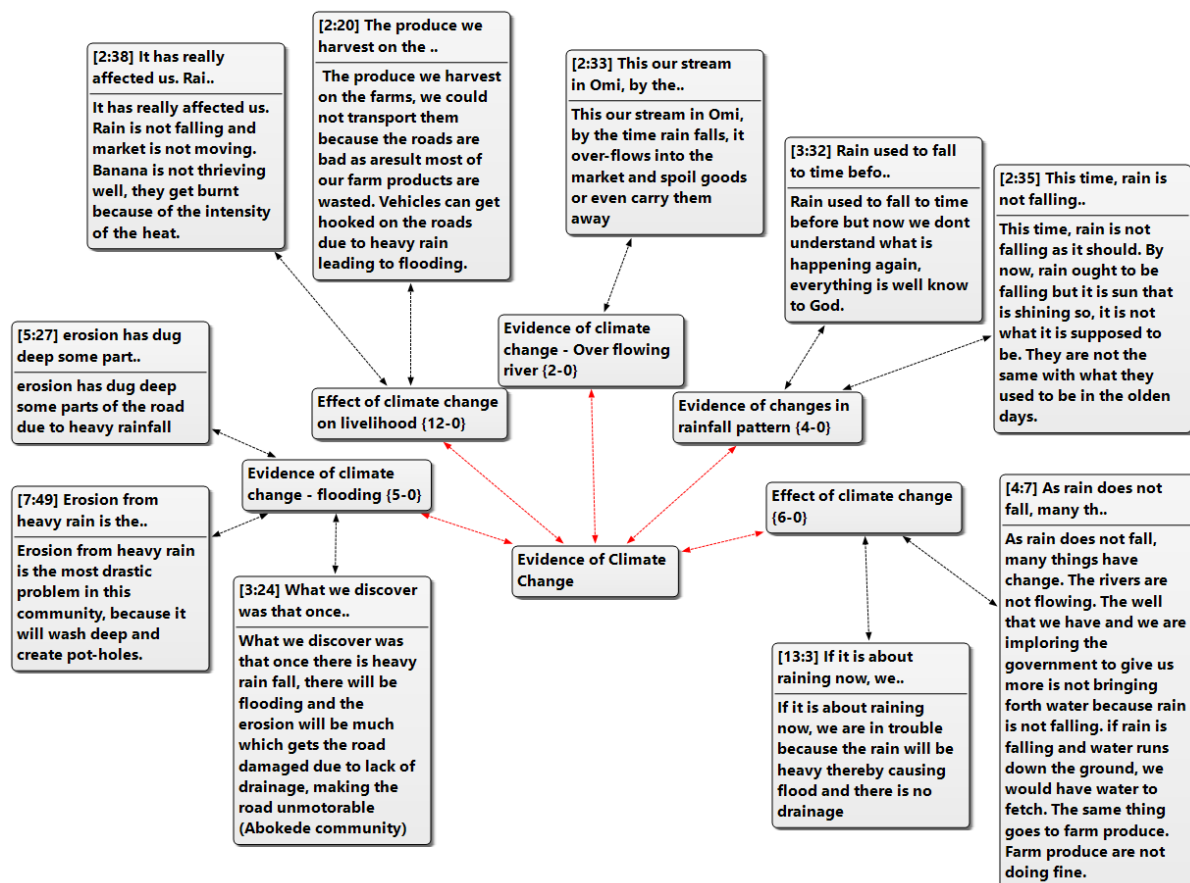 [2:38] It has really
affected us. Rai..
It has really affected us.
Rain is not falling and
market is not moving.
Banana is not thrieving
well, they get burnt
because of the intensity
of the heat.
[2:20] The produce we
harvest on the ..
The produce we harvest
on the farms, we could
not transport them
because the roads are
bad as aresult most of
our farm products are
wasted. Vehicles can get
hooked on the roads
due to heavy rain
leading to flooding.
[2:33] This our stream
in Omi, by the..
This our stream in Omi,
by the time rain falls, it
over-flows into the
market and spoil goods
or even carry them
away
[3:32] Rain used to fall
to time befo..
Rain used to fall to time
before but now we dont
understand what is
happening again,
everything is well know
to God.
[2:35] This time, rain is
not falling..
This time, rain is not
falling as it should. By
now, rain ought to be
falling but it is sun that
is shining so, it is not
what it is supposed to
be. They are not the
same with what they
used to be in the olden
days.
[5:27] erosion has dug
deep some part..
erosion has dug deep
some parts of the road
due to heavy rainfall
Effect of climate change
on livelihood {12-0}
Evidence of climate
change - Over flowing
river {2-0}
Evidence of changes in
rainfall pattern {4-0}
Evidence of climate
change - flooding {5-0}
Effect of climate change
{6-0}
Evidence of Climate
Change
[7:49] Erosion from
heavy rain is the..
Erosion from heavy rain
is the most drastic
problem in this
community, because it
will wash deep and
create pot-holes.
[3:24] What we discover
was that once..
What we discover was
that once there is heavy
rain fall, there will be
flooding and the
erosion will be much
which gets the road
damaged due to lack of
drainage, making the
road unmotorable
(Abokede community)
[13:3] If it is about
raining now, we..
If it is about raining
now, we are in trouble
because the rain will be
heavy thereby causing
flood and there is no
drainage
[4:7] As rain does not
fall, many th..
As rain does not fall,
many things have
change. The rivers are
not flowing. The well
that we have and we are
imploring the
government to give us
more is not bringing
forth water because rain
is not falling. if rain is
falling and water runs
down the ground, we
would have water to
fetch. The same thing
goes to farm produce.
Farm produce are not
doing fine.